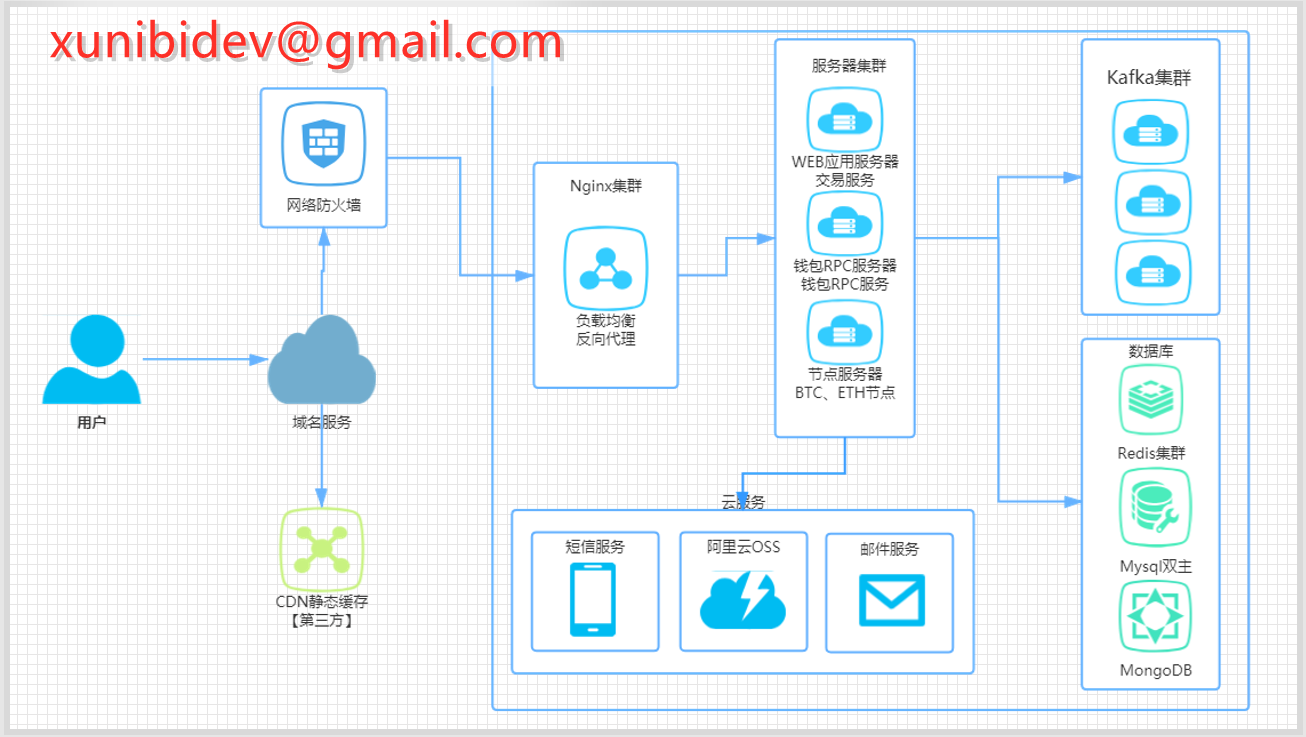 xunibidev@gmail.com
网络防火墙
用户
域名服务
CDN静态缓存
【第三方】
Nginx集群
负载均衡
反向代理
服务器集群
WEB应用服务器
交易服务
钱包RPC服务器
钱包RPC服务
节点服务器
BTC、ETH节点
云服务
短信服务
阿里云OSS
邮件服务
Kafka集群
数据库
Redis集群
Mysql双主
MongoDB